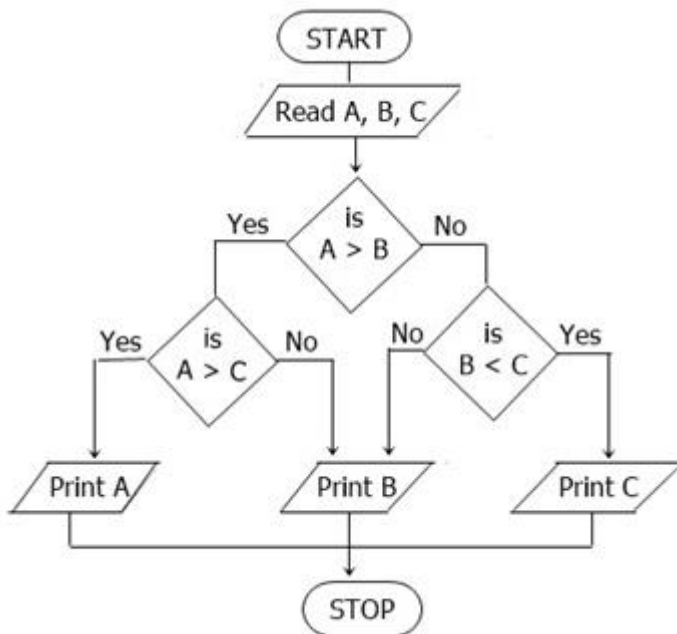 START
Read A, B, C
is
A > B
Yes
No
is
A > C
Yes
No
is
B < C
No
Yes
Print A
Print B
Print C
STOP